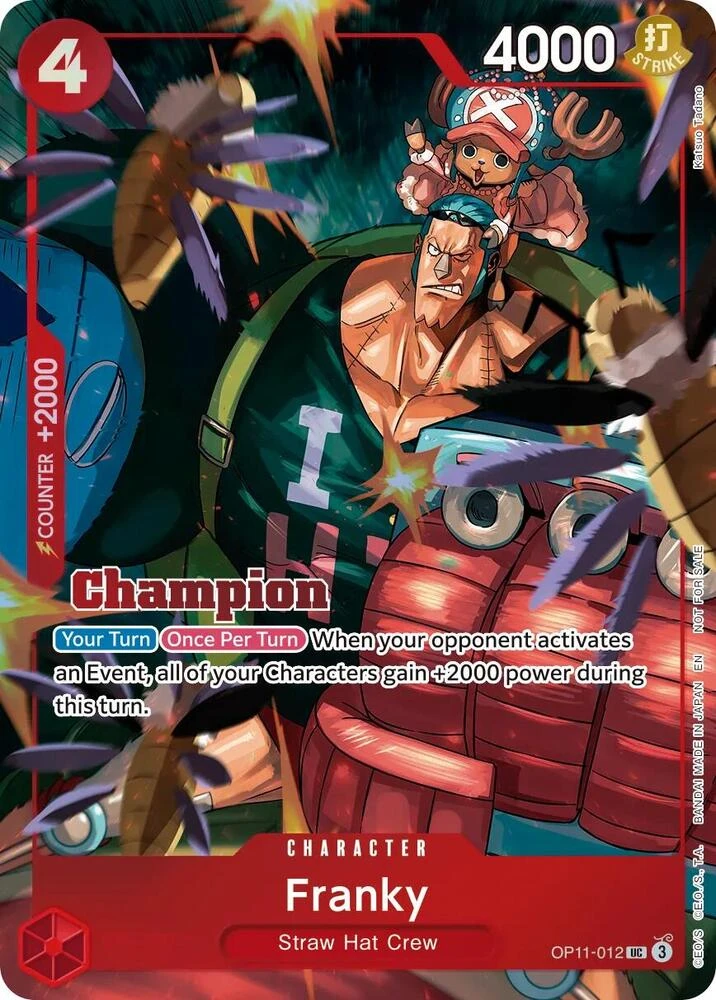 4
4000
打
STRIKE
Katsuo Tadano
COUNTER +2000
I
Champion
Your Turn Once Per Turn When your opponent activates
an Event, all of your Characters gain +2000 power during
this turn.
CHARACTER
Franky
Straw Hat Crew
OP11-012 UC 3
©E.O/S ©E.O./S., T.A. BANDAI MADE IN JAPAN EN NOT FOR SALE